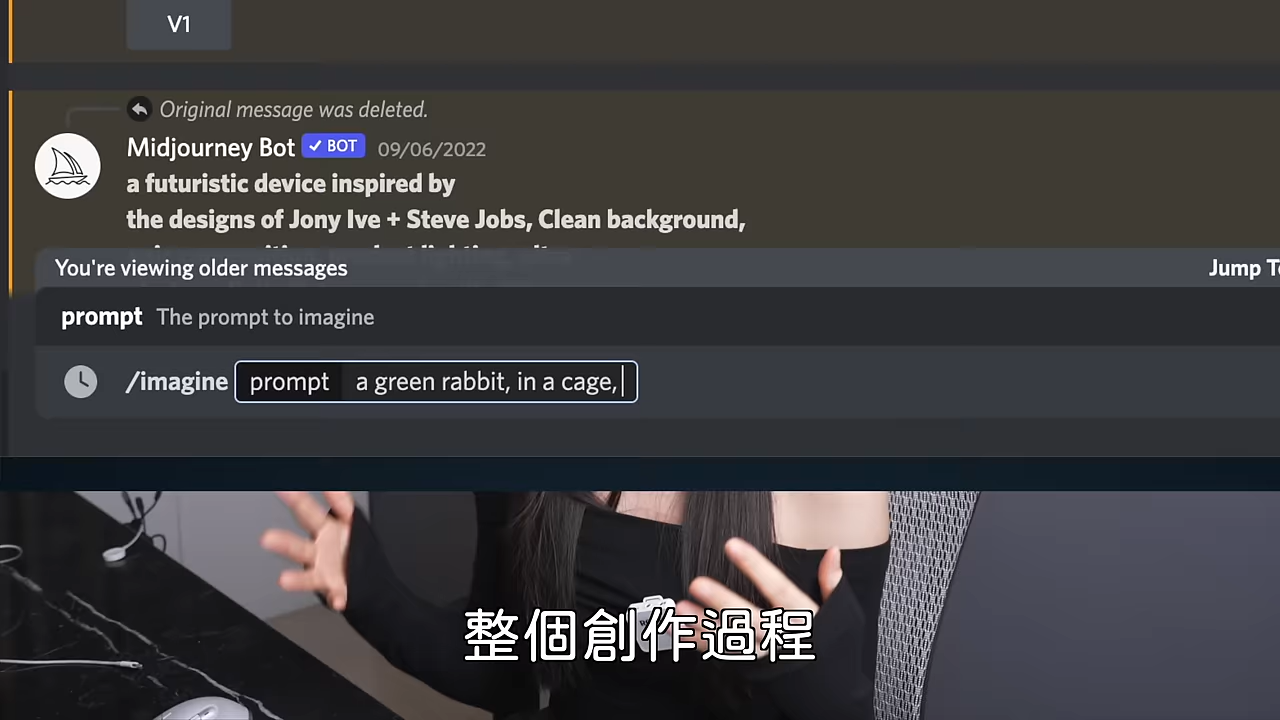 V1
Original message was deleted.
Midjourney Bot ✓ BOT 09/06/2022
a futuristic device inspired by
the designs of Jony Ive + Steve Jobs, Clean background,
You're viewing older messages
Jump
prompt The prompt to imagine
/imagine prompt a green rabbit, in a cage,
整個創作過程